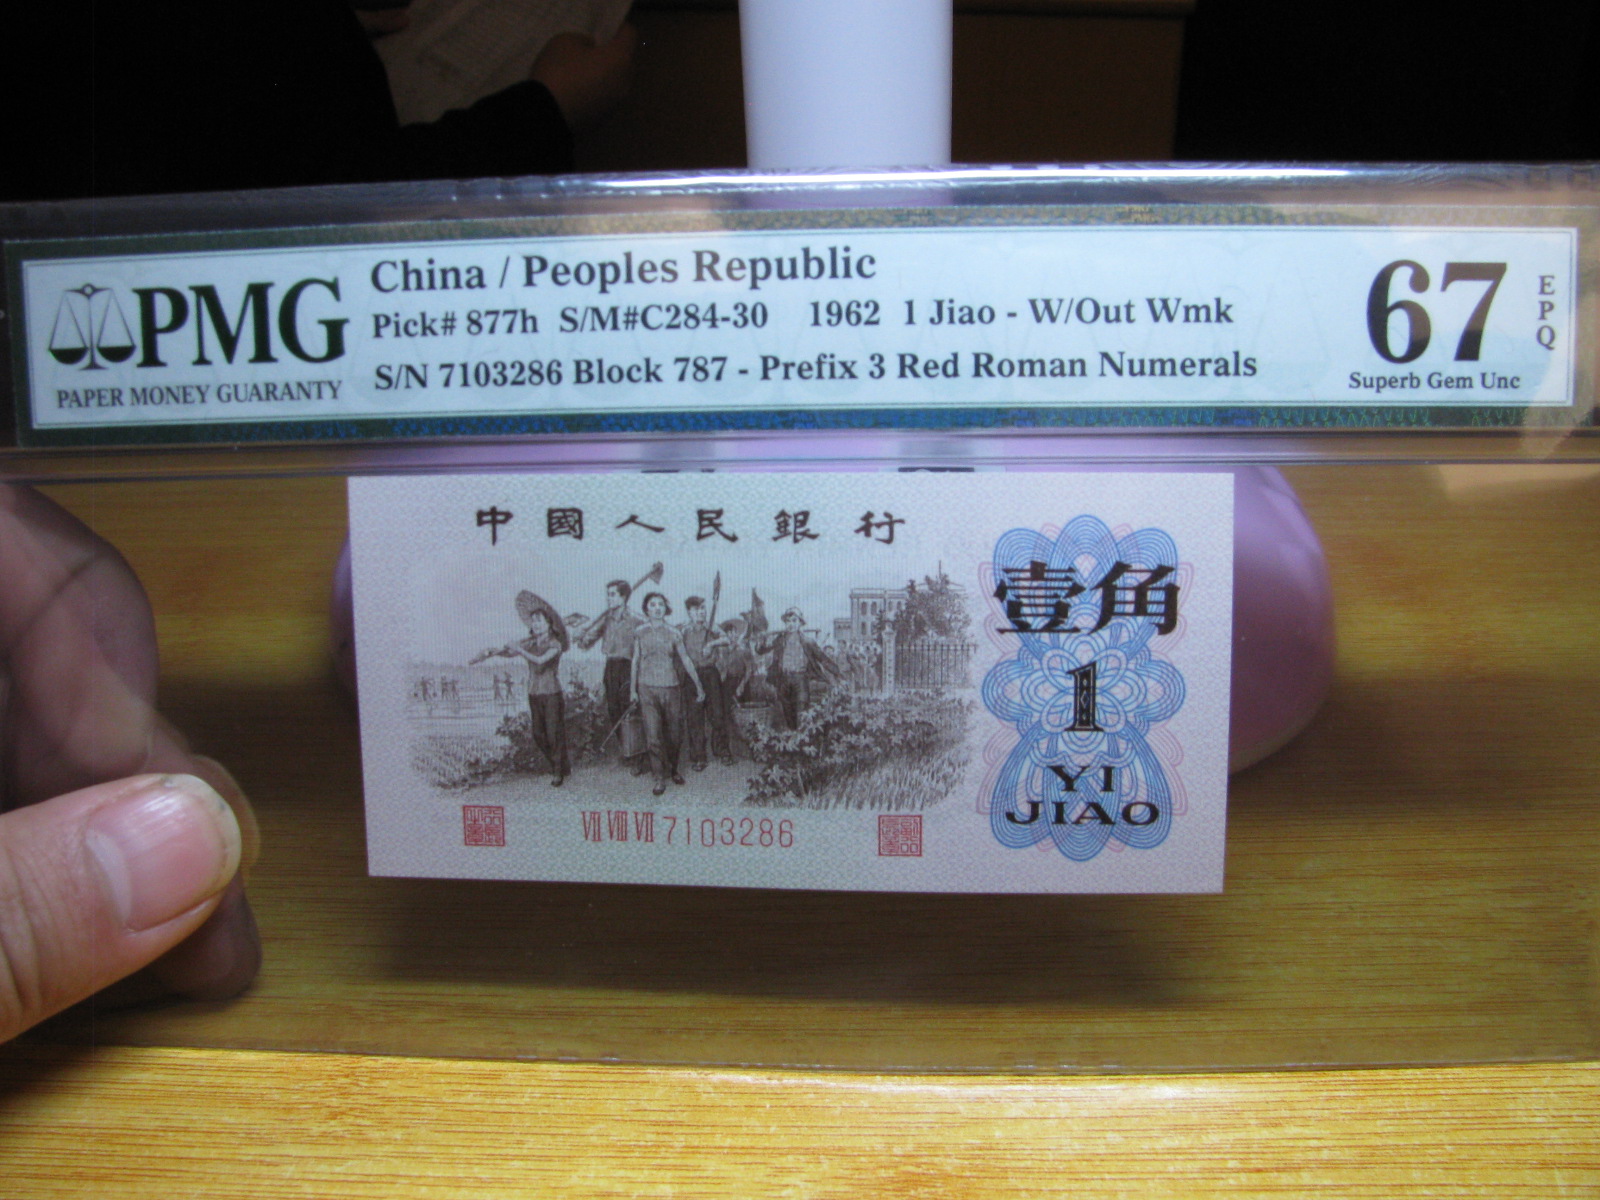 PMG
PAPER MONEY GUARANTY
China / Peoples Republic
Pick# 877h S/M#C284-30 1962 1 Jiao - W/Out Wmk
S/N 7103286 Block 787 - Prefix 3 Red Roman Numerals
67
EPQ
Superb Gem Unc
中國人民銀行
壹角
1
YI
JIAO
VII VIII VII 7103286